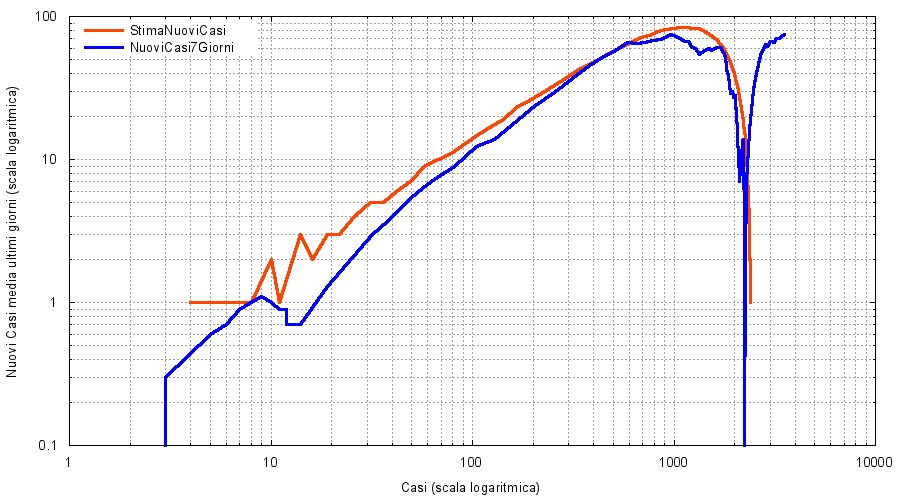 StimaNuoviCasi
NuoviCasi7Giorni
Nuovi Casi media ultimi giorni (scala logaritmica)
100
10
1
0.1
1 10 100 1000 10000
Casi (scala logaritmica)